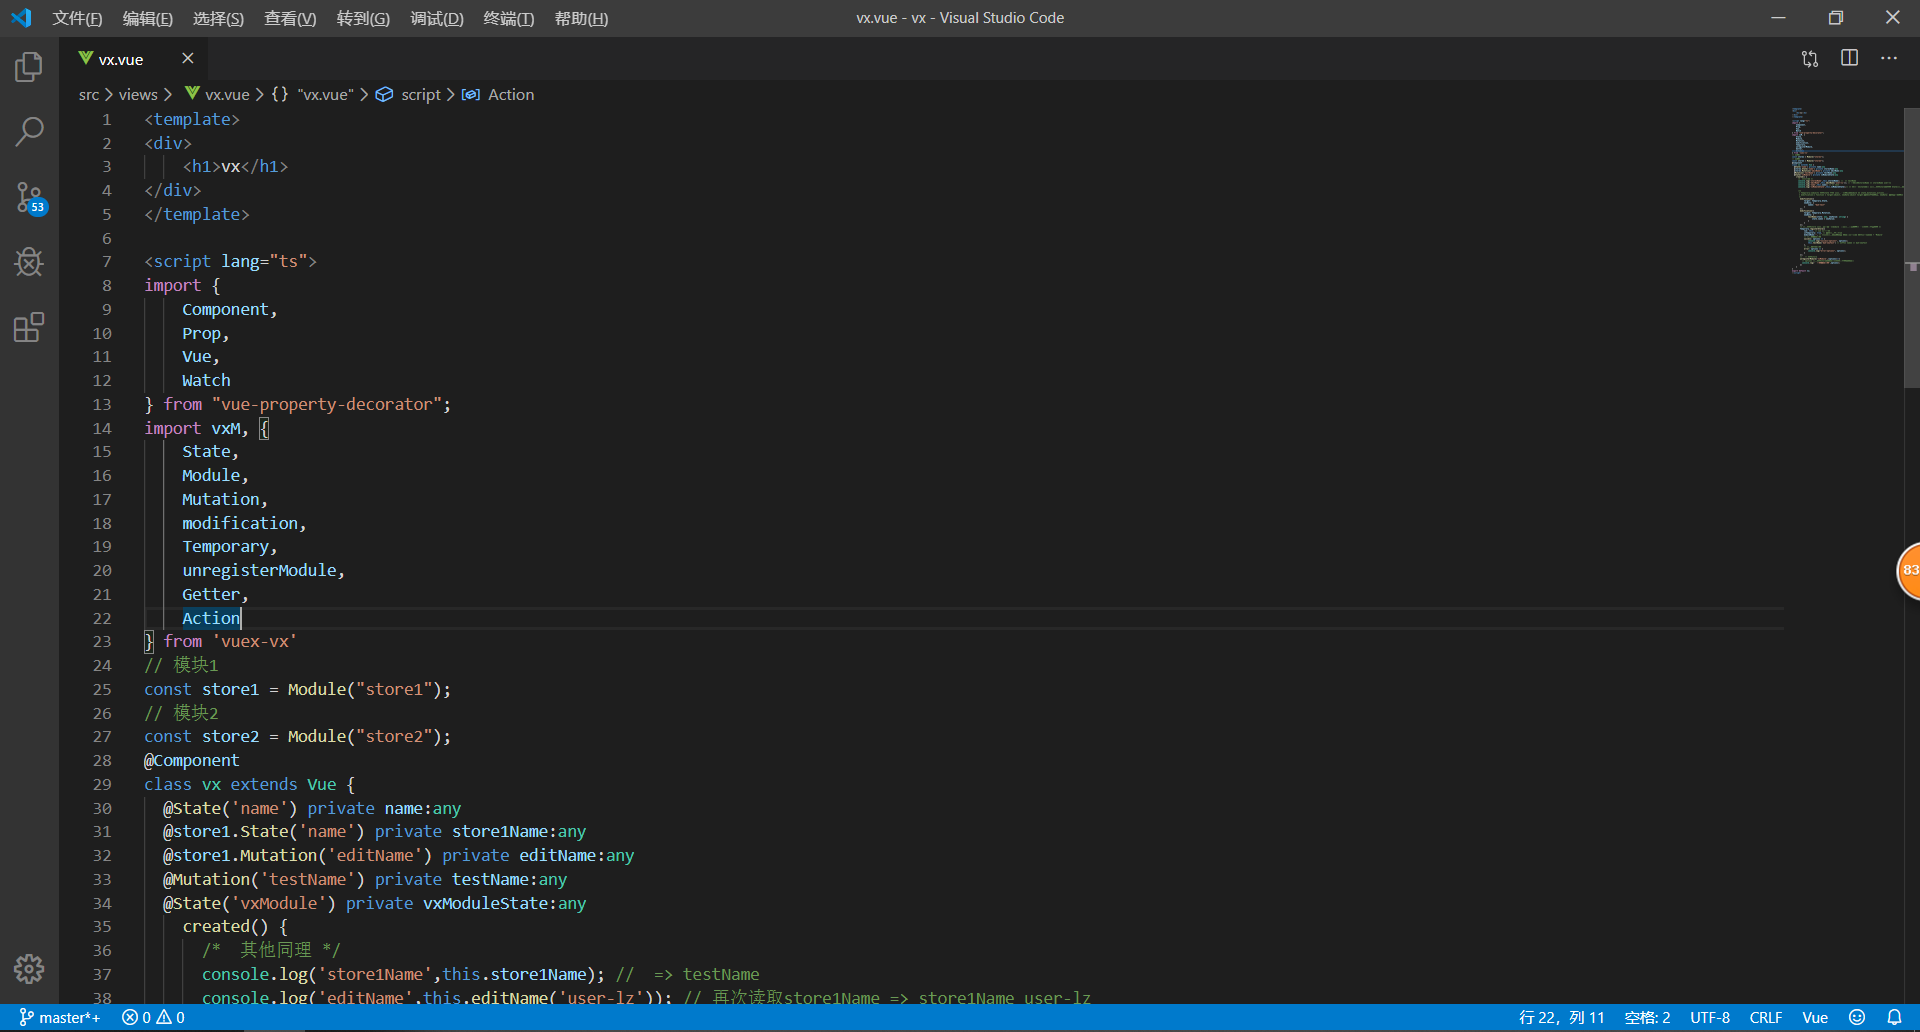 文件(F) 编辑(E) 选择(S) 查看(V) 转到(G) 调试(D) 终端(T) 帮助(H) vx.vue - vx - Visual Studio Code
vx.vue
src > views > vx.vue > {} "vx.vue" > script > Action
1 <template>
2 <div>
3 <h1>vx</h1>
4 </div>
5 </template>
6
7 <script lang="ts">
8 import {
9 Component,
10 Prop,
11 Vue,
12 Watch
13 } from "vue-property-decorator";
14 import vxM, {
15 State,
16 Module,
17 Mutation,
18 modification,
19 Temporary,
20 unregisterModule,
21 Getter,
22 Action
23 } from 'vuex-vx'
24 // 模块1
25 const store1 = Module("store1");
26 // 模块2
27 const store2 = Module("store2");
28 @Component
29 class vx extends Vue {
30 @State('name') private name:any
31 @store1.State('name') private store1Name:any
32 @store1.Mutation('editName') private editName:any
33 @Mutation('testName') private testName:any
34 @State('vxModule') private vxModuleState:any
35 created() {
36 /* 其他同理 */
37 console.log('store1Name',this.store1Name); // => testName
38 console.log('editName',this.editName('user-lz')); // 再次读取store1Name => store1Name user-lz
53
83
master*+ 0 0 行 22，列 11 空格: 2 UTF-8 CRLF Vue